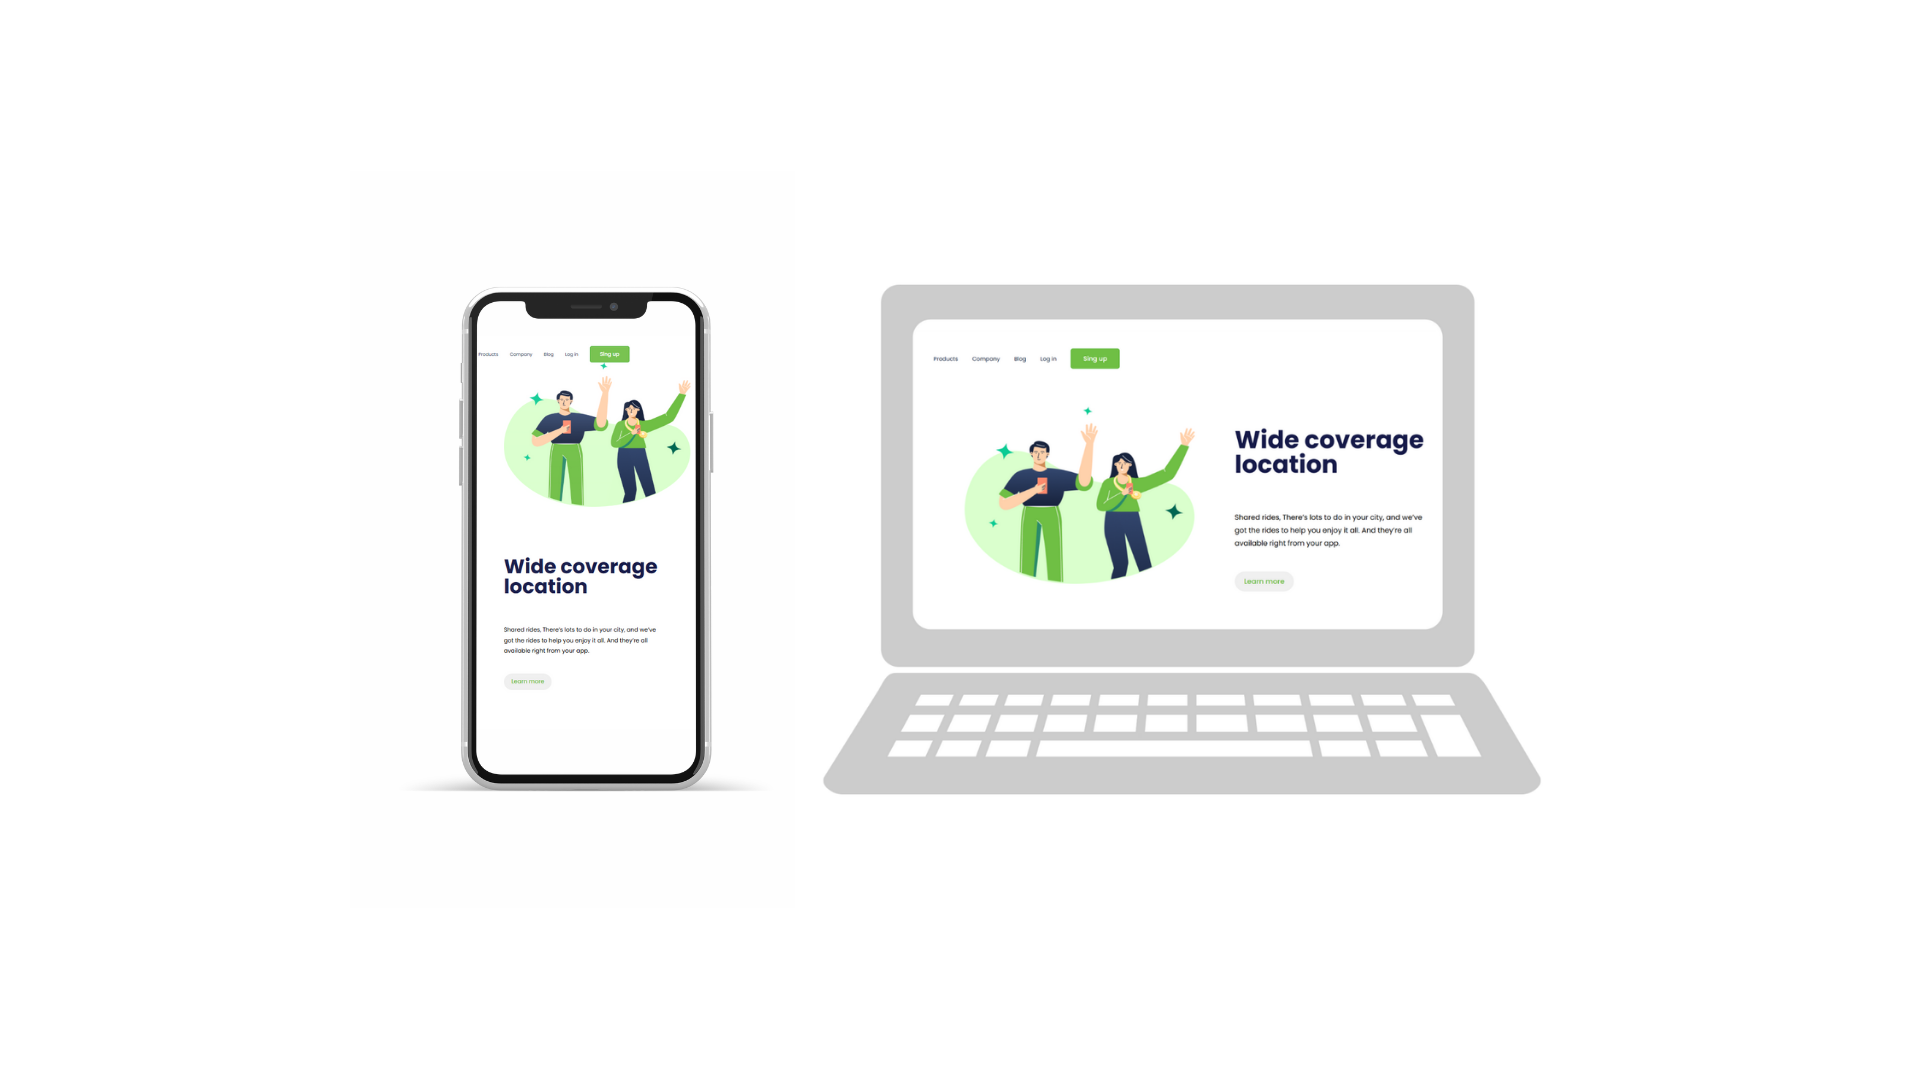 Products Company Blog Log in Sing up
Wide coverage
location
Shared rides, There's lots to do in your city, and we've
got the rides to help you enjoy it all. And they're all
available right from your app.
Learn more
Products Company Blog Log in Sing up
Wide coverage
location
Shared rides, There's lots to do in your city, and we've
got the rides to help you enjoy it all. And they're all
available right from your app.
Learn more